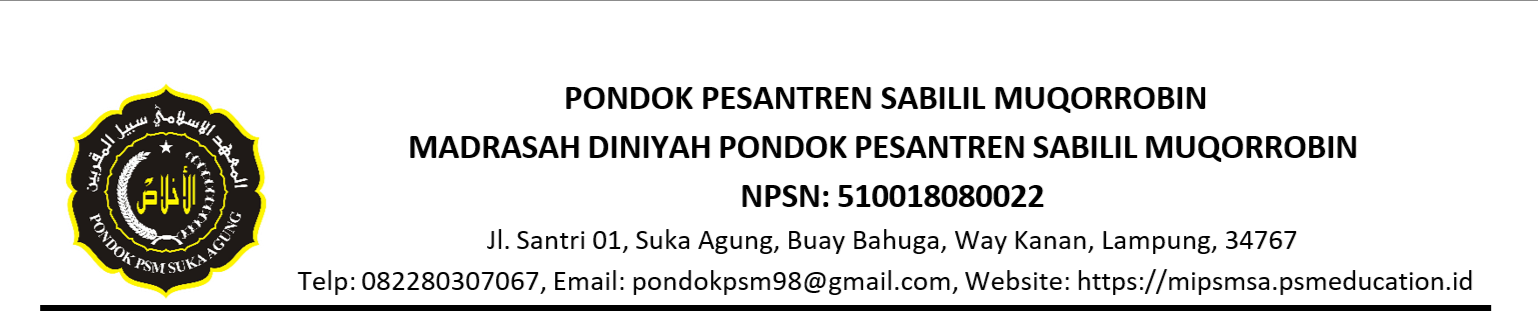 المعهد الإسلامي سبيل المقربين
الأخلاص
PONDOK PSM SUKA AGUNG
PONDOK PESANTREN SABILIL MUQORROBIN
MADRASAH DINIYAH PONDOK PESANTREN SABILIL MUQORROBIN
NPSN: 510018080022
Jl. Santri 01, Suka Agung, Buay Bahuga, Way Kanan, Lampung, 34767
Telp: 082280307067, Email: pondokpsm98@gmail.com, Website: https://mipsmsa.psmeducation.id